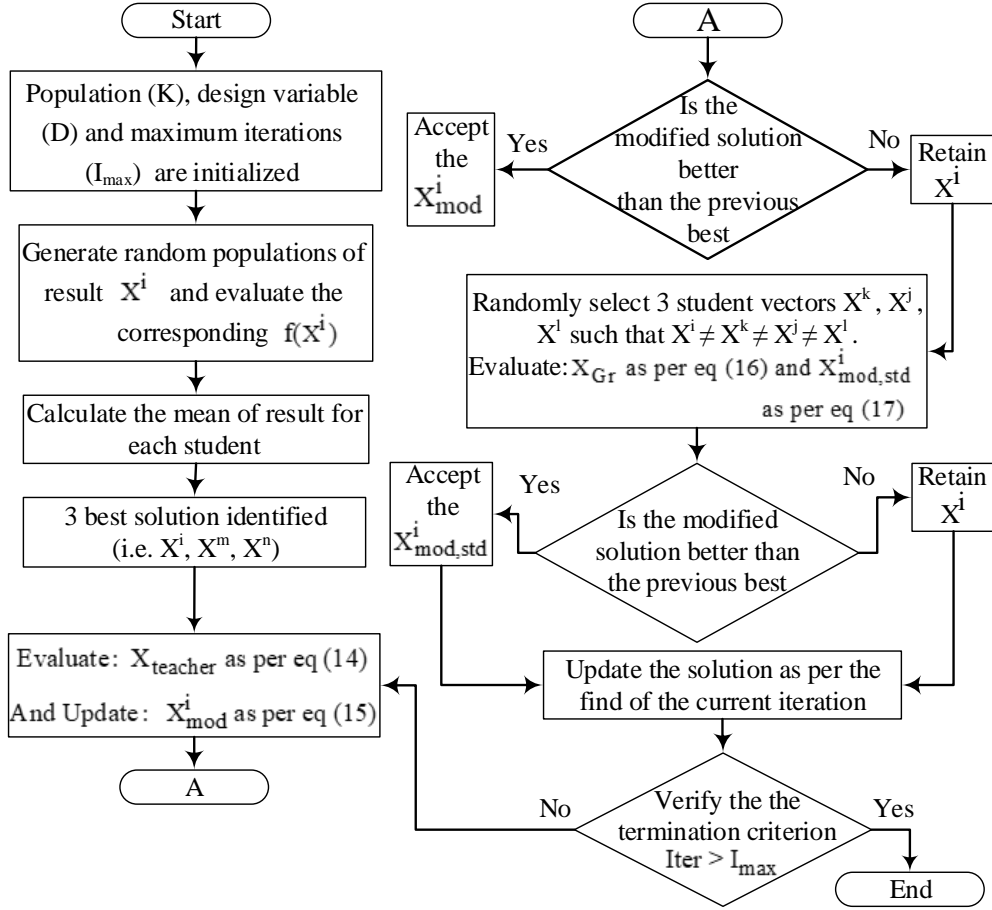 Start
Population (K), design variable
(D) and maximum iterations
(I_max) are initialized
Generate random populations of
result X^i and evaluate the
corresponding f(X^i)
Calculate the mean of result for
each student
3 best solution identified
(i.e. X^i, X^m, X^n)
Evaluate: X_teacher as per eq (14)
And Update: X^i_mod as per eq (15)
A
A
Is the
modified solution
better
than the previous
best
Yes
Accept
the
X^i_mod
No
Retain
X^i
Randomly select 3 student vectors X^k, X^j,
X^l such that X^i ≠ X^k ≠ X^j ≠ X^l.
Evaluate: X_Gr as per eq (16) and X^i_mod,std
as per eq (17)
Is the modified
solution better than
the previous best
Yes
Accept
the
X^i_mod,std
No
Retain
X^i
Update the solution as per the
find of the current iteration
Verify the the
termination criterion
Iter > I_max
No
Yes
End